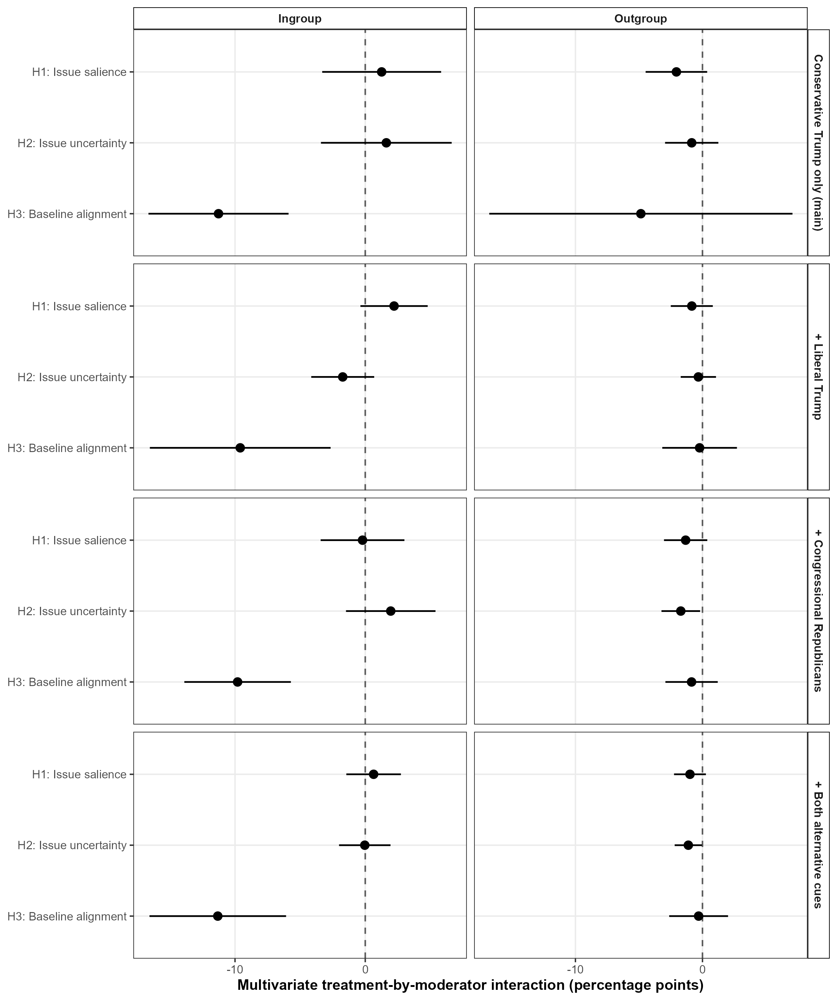 Ingroup
Outgroup
H1: Issue salience
H2: Issue uncertainty
H3: Baseline alignment
Conservative Trump only (main)
H1: Issue salience
H2: Issue uncertainty
H3: Baseline alignment
+ Liberal Trump
H1: Issue salience
H2: Issue uncertainty
H3: Baseline alignment
+ Congressional Republicans
H1: Issue salience
H2: Issue uncertainty
H3: Baseline alignment
+ Both alternative cues
-10 0 -10 0
Multivariate treatment-by-moderator interaction (percentage points)